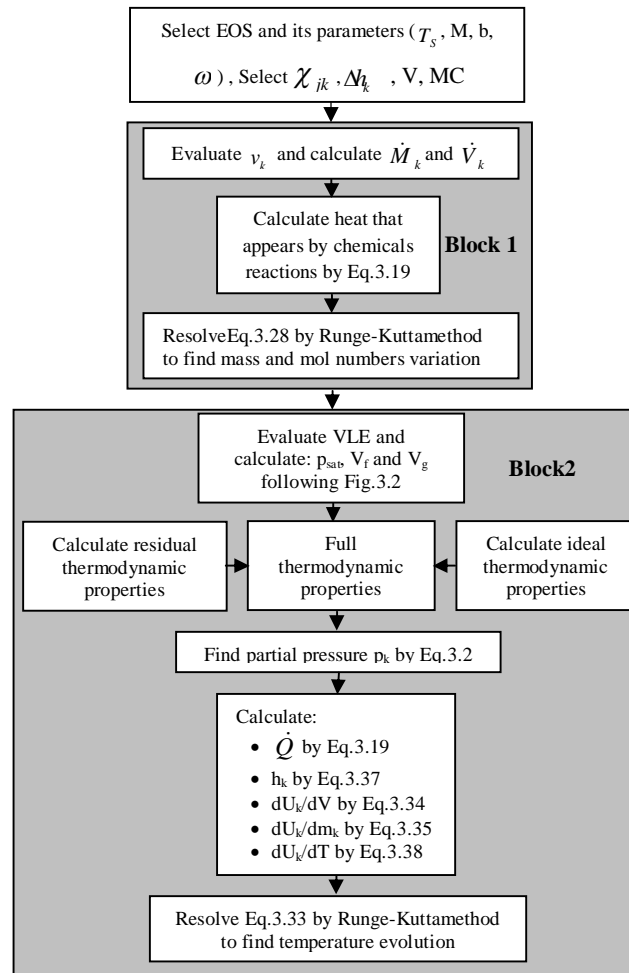 Select EOS and its parameters ( T_S , M, b,
ω ) , Select χ_jk , Δh_k , V, MC
Evaluate v_k and calculate Ṁ_k and V̇_k
Calculate heat that
appears by chemicals
reactions by Eq.3.19
Block 1
ResolveEq.3.28 by Runge-Kuttamethod
to find mass and mol numbers variation
Evaluate VLE and
calculate: p_sat, V_f and V_g
following Fig.3.2
Block2
Calculate residual
thermodynamic
properties
Full
thermodynamic
properties
Calculate ideal
thermodynamic
properties
Find partial pressure p_k by Eq.3.2
Calculate:
• Q̇ by Eq.3.19
• h_k by Eq.3.37
• dU_k/dV by Eq.3.34
• dU_k/dm_k by Eq.3.35
• dU_k/dT by Eq.3.38
Resolve Eq.3.33 by Runge-Kuttamethod
to find temperature evolution